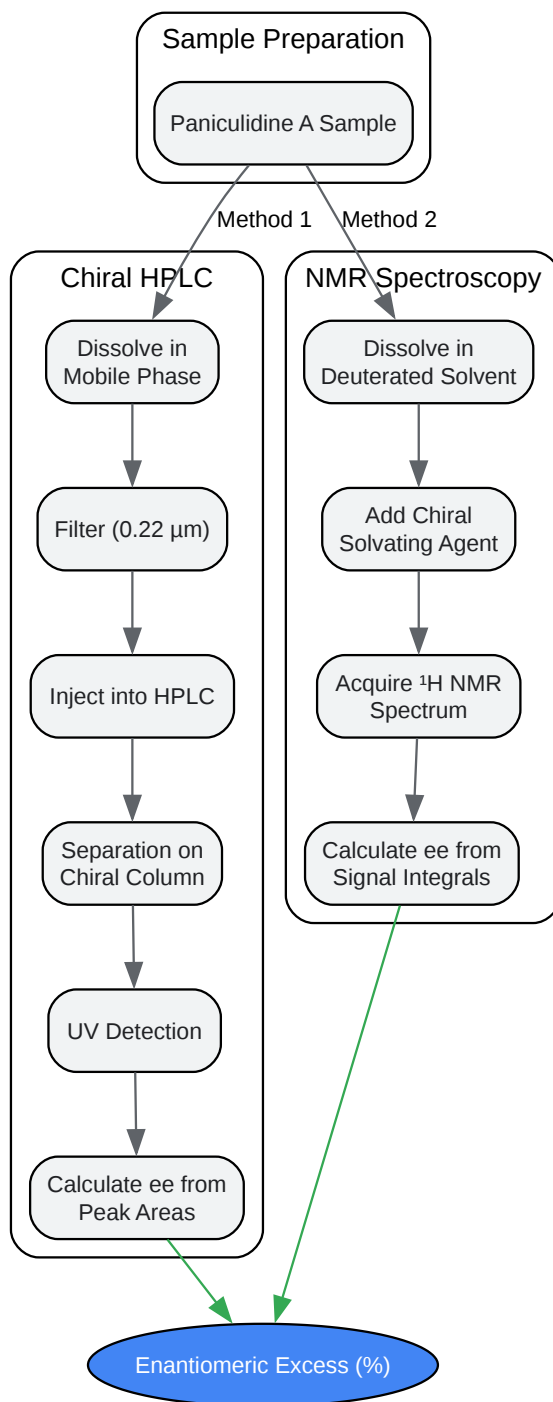 Sample Preparation
Paniculidine A Sample
Method 1
Method 2
Chiral HPLC
Dissolve in
Mobile Phase
Filter (0.22 µm)
Inject into HPLC
Separation on
Chiral Column
UV Detection
Calculate ee from
Peak Areas
NMR Spectroscopy
Dissolve in
Deuterated Solvent
Add Chiral
Solvating Agent
Acquire ¹H NMR
Spectrum
Calculate ee from
Signal Integrals
Enantiomeric Excess (%)